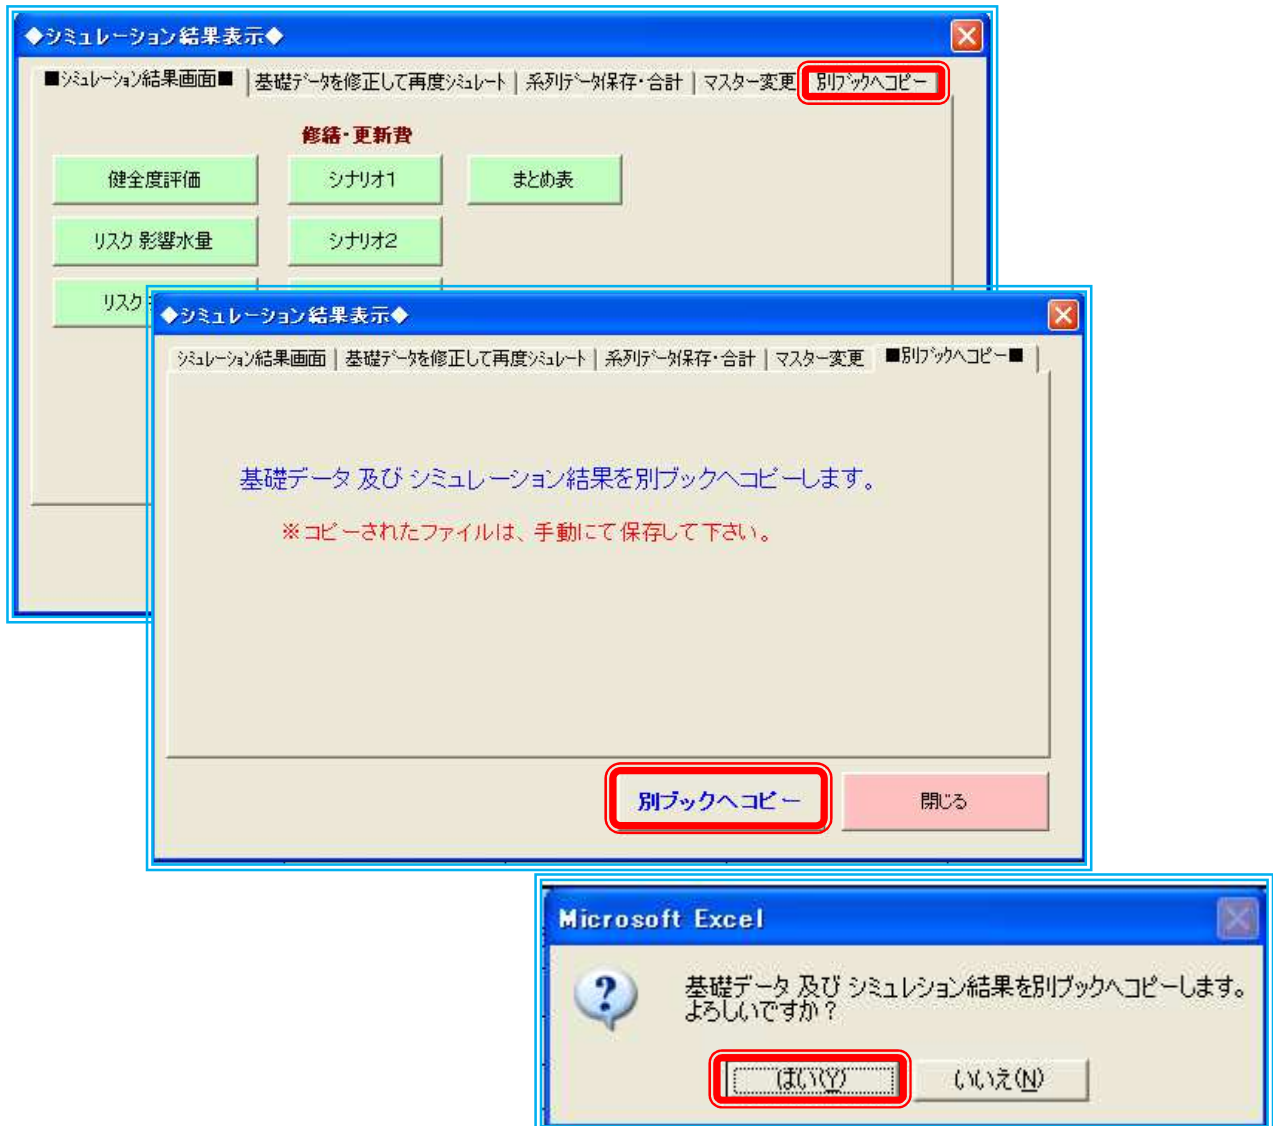 ◆シミュレーション結果表示◆
■シミュレーション結果画面■ 基礎データを修正して再度シミュレート 系列データ保存・合計 マスター変更 別ブックへコピー
修繕・更新費
健全度評価 シナリオ1 まとめ表
リスク 影響水量 シナリオ2
リスク
◆シミュレーション結果表示◆
シミュレーション結果画面 基礎データを修正して再度シミュレート 系列データ保存・合計 マスター変更 ■別ブックへコピー■
基礎データ 及び シミュレーション結果を別ブックへコピーします。
※コピーされたファイルは、手動にて保存して下さい。
別ブックへコピー 閉じる
Microsoft Excel
基礎データ 及び シミュレション結果を別ブックへコピーします。
よろしいですか？
はい(Y) いいえ(N)